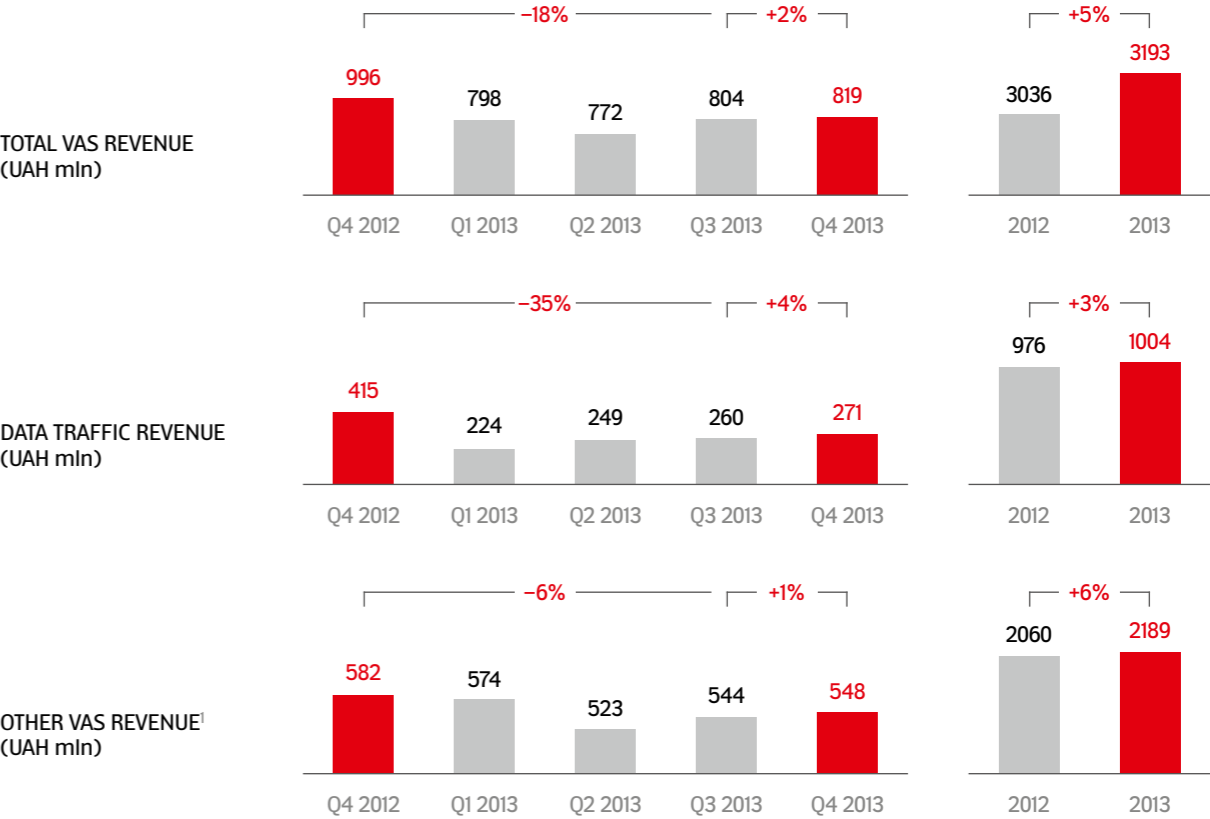 –18%
+2%
+5%
996
798
772
804
819
3036
3193
TOTAL VAS REVENUE
(UAH mln)
Q4 2012
Q1 2013
Q2 2013
Q3 2013
Q4 2013
2012
2013
–35%
+4%
+3%
415
224
249
260
271
976
1004
DATA TRAFFIC REVENUE
(UAH mln)
Q4 2012
Q1 2013
Q2 2013
Q3 2013
Q4 2013
2012
2013
–6%
+1%
+6%
582
574
523
544
548
2060
2189
OTHER VAS REVENUE¹
(UAH mln)
Q4 2012
Q1 2013
Q2 2013
Q3 2013
Q4 2013
2012
2013